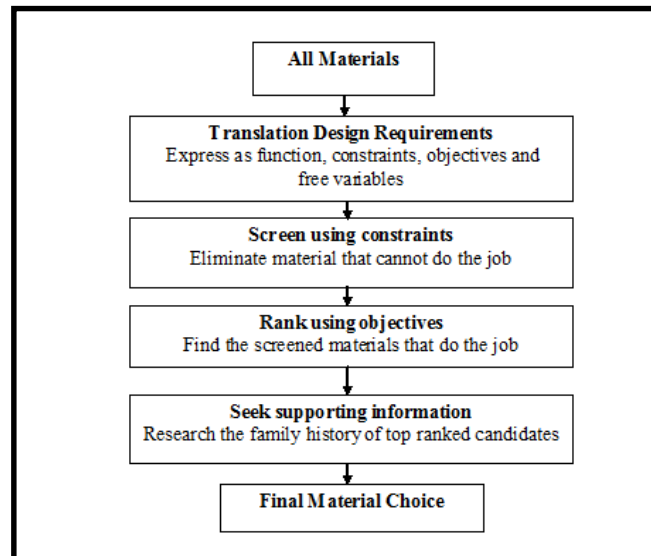 All Materials
Translation Design Requirements
Express as function, constraints, objectives and
free variables
Screen using constraints
Eliminate material that cannot do the job
Rank using objectives
Find the screened materials that do the job
Seek supporting information
Research the family history of top ranked candidates
Final Material Choice